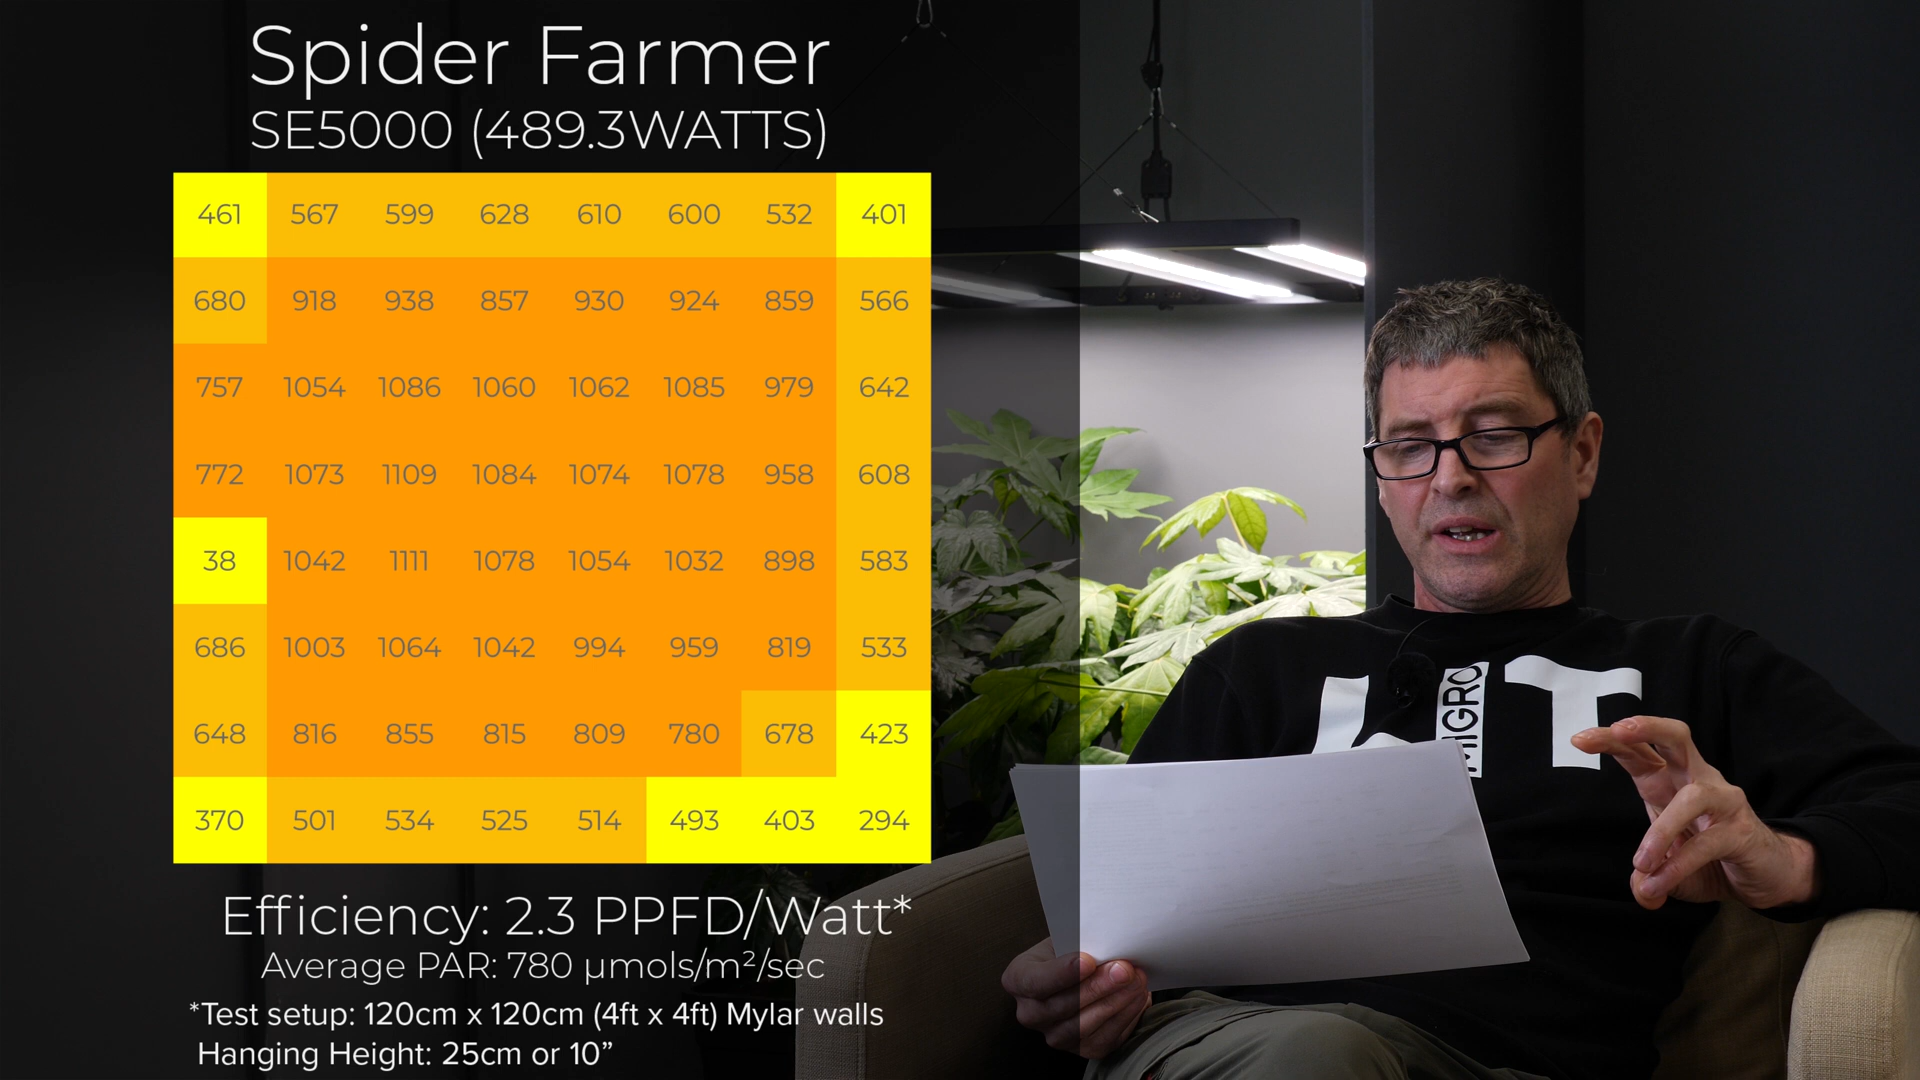 Spider Farmer
SE5000 (489.3WATTS)
461 567 599 628 610 600 532 401
680 918 938 857 930 924 859 566
757 1054 1086 1060 1062 1085 979 642
772 1073 1109 1084 1074 1078 958 608
38 1042 1111 1078 1054 1032 898 583
686 1003 1064 1042 994 959 819 533
648 816 855 815 809 780 678 423
370 501 534 525 514 493 403 294
Efficiency: 2.3 PPFD/Watt*
Average PAR: 780 µmols/m²/sec
*Test setup: 120cm x 120cm (4ft x 4ft) Mylar walls
Hanging Height: 25cm or 10”
MIGRO